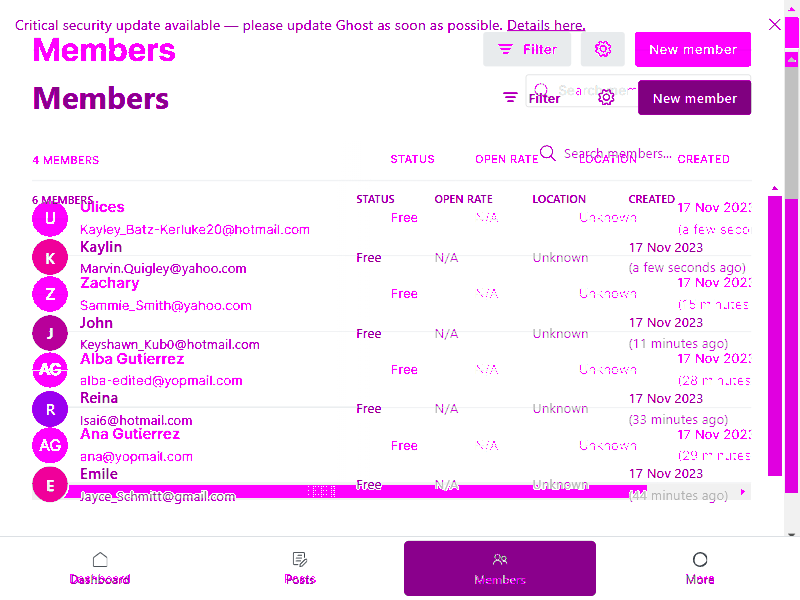 Critical security update available — please update Ghost as soon as possible. Details here.
Members
Filter
New member
Members
Search mem
Filter
New member
Search members...
4 MEMBERS
STATUS
OPEN RATE
LOCATION
CREATED
6 MEMBERS
STATUS
OPEN RATE
LOCATION
CREATED
U
Ulices
Kayley_Batz-Kerluke20@hotmail.com
Free
N/A
Unknown
17 Nov 202
(a few seco
K
Kaylin
Marvin.Quigley@yahoo.com
Free
N/A
Unknown
17 Nov 2023
(a few seconds ago)
Z
Zachary
Sammie_Smith@yahoo.com
Free
N/A
Unknown
17 Nov 202
(15 minutes
J
John
Keyshawn_Kub0@hotmail.com
Free
N/A
Unknown
17 Nov 2023
(11 minutes ago)
AG
Alba Gutierrez
alba-edited@yopmail.com
Free
N/A
Unknown
17 Nov 202
(28 minutes
R
Reina
Isai6@hotmail.com
Free
N/A
Unknown
17 Nov 2023
(33 minutes ago)
AG
Ana Gutierrez
ana@yopmail.com
Free
N/A
Unknown
17 Nov 202
(29 minutes
E
Emile
Jayce_Schmitt@gmail.com
Free
N/A
Unknown
17 Nov 2023
(44 minutes ago)
Dashboard
Posts
Members
More